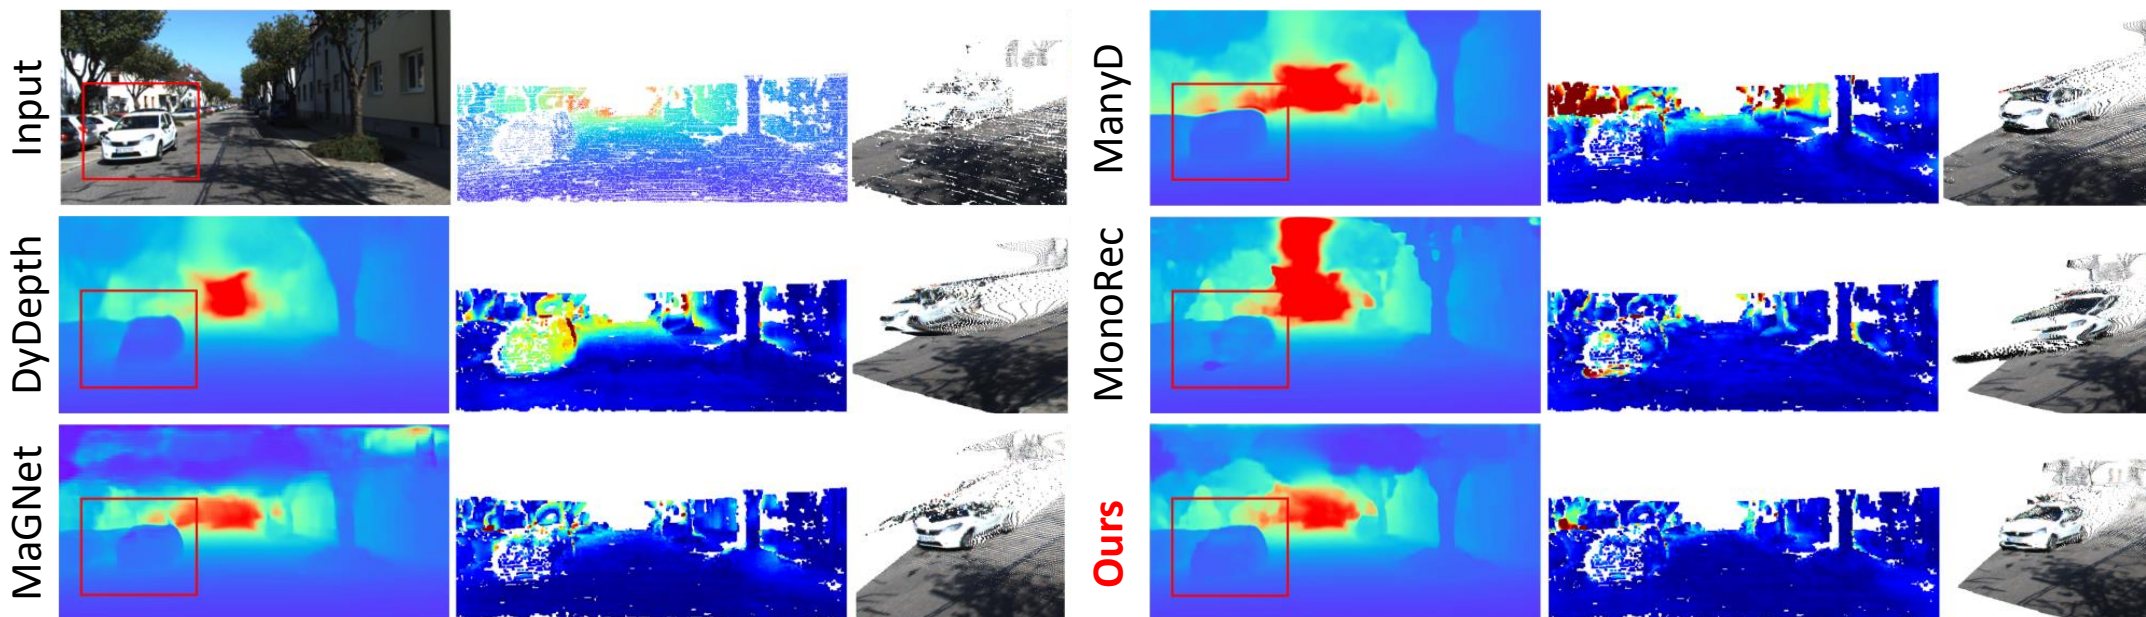 Input
ManyD
DyDepth
MonoRec
MaGNet
Ours